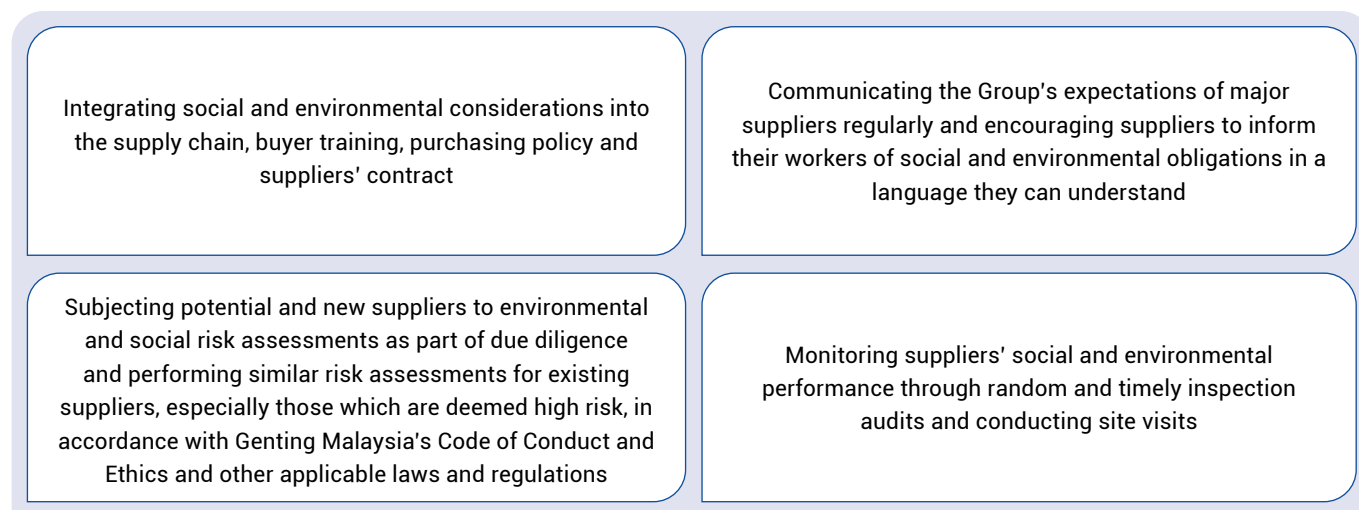 Integrating social and environmental considerations into
the supply chain, buyer training, purchasing policy and
suppliers' contract
Communicating the Group's expectations of major
suppliers regularly and encouraging suppliers to inform
their workers of social and environmental obligations in a
language they can understand
Subjecting potential and new suppliers to environmental
and social risk assessments as part of due diligence
and performing similar risk assessments for existing
suppliers, especially those which are deemed high risk, in
accordance with Genting Malaysia's Code of Conduct and
Ethics and other applicable laws and regulations
Monitoring suppliers' social and environmental
performance through random and timely inspection
audits and conducting site visits